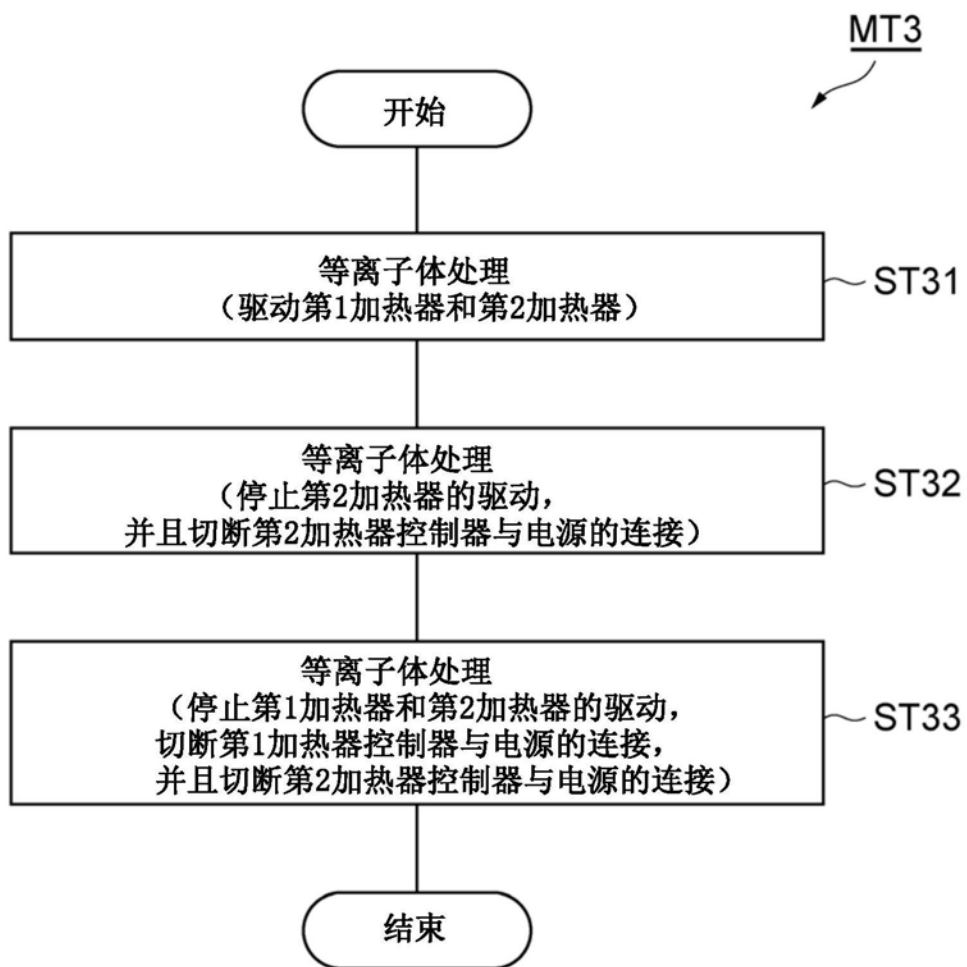 MT3
开始
等离子体处理
（驱动第1加热器和第2加热器）
ST31
等离子体处理
（停止第2加热器的驱动，
并且切断第2加热器控制器与电源的连接）
ST32
等离子体处理
（停止第1加热器和第2加热器的驱动，
切断第1加热器控制器与电源的连接，
并且切断第2加热器控制器与电源的连接）
ST33
结束